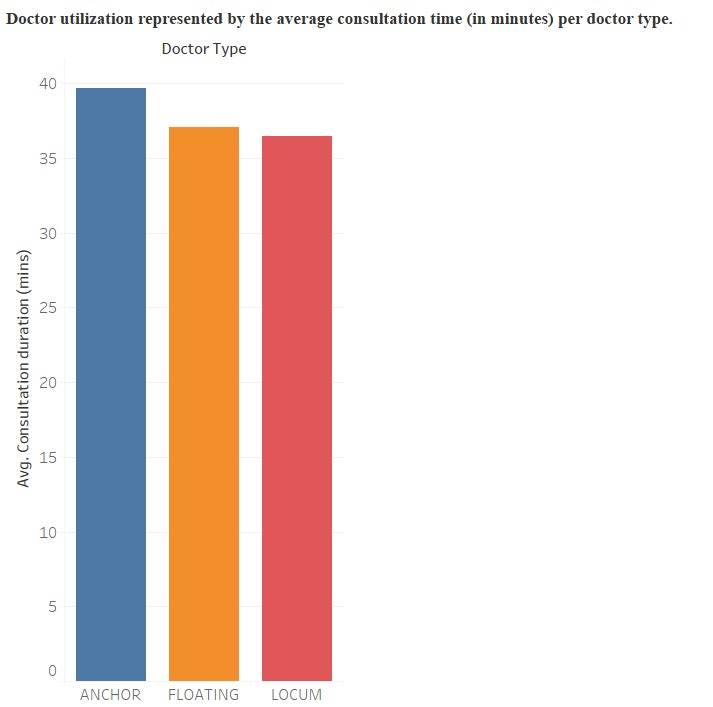 Doctor utilization represented by the average consultation time (in minutes) per doctor type.
Doctor Type
40
35
30
25
20
15
10
5
0
Avg. Consultation duration (mins)
ANCHOR FLOATING LOCUM